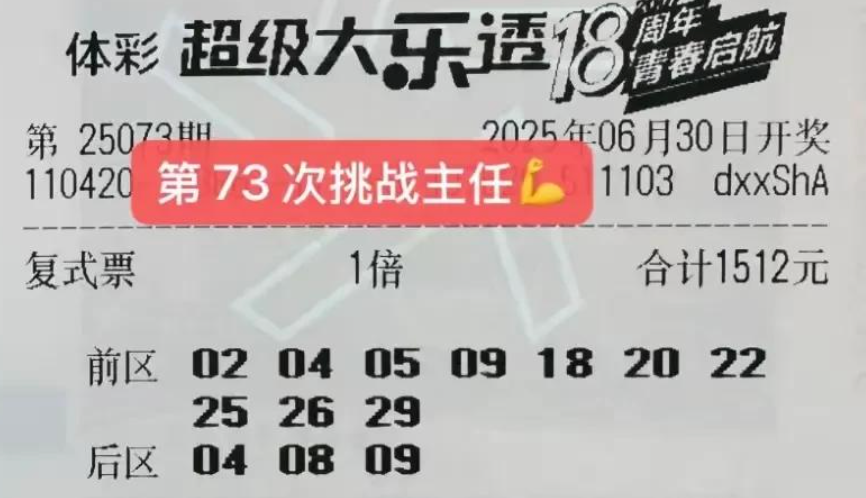 体彩 超级大乐透 18周年 青春启航
第 25073期 2025年06月30日开奖
110420 11103 dxxShA
第 73 次挑战主任💪
复式票 1倍 合计1512元
前区 02 04 05 09 18 20 22
25 26 29
后区 04 08 09